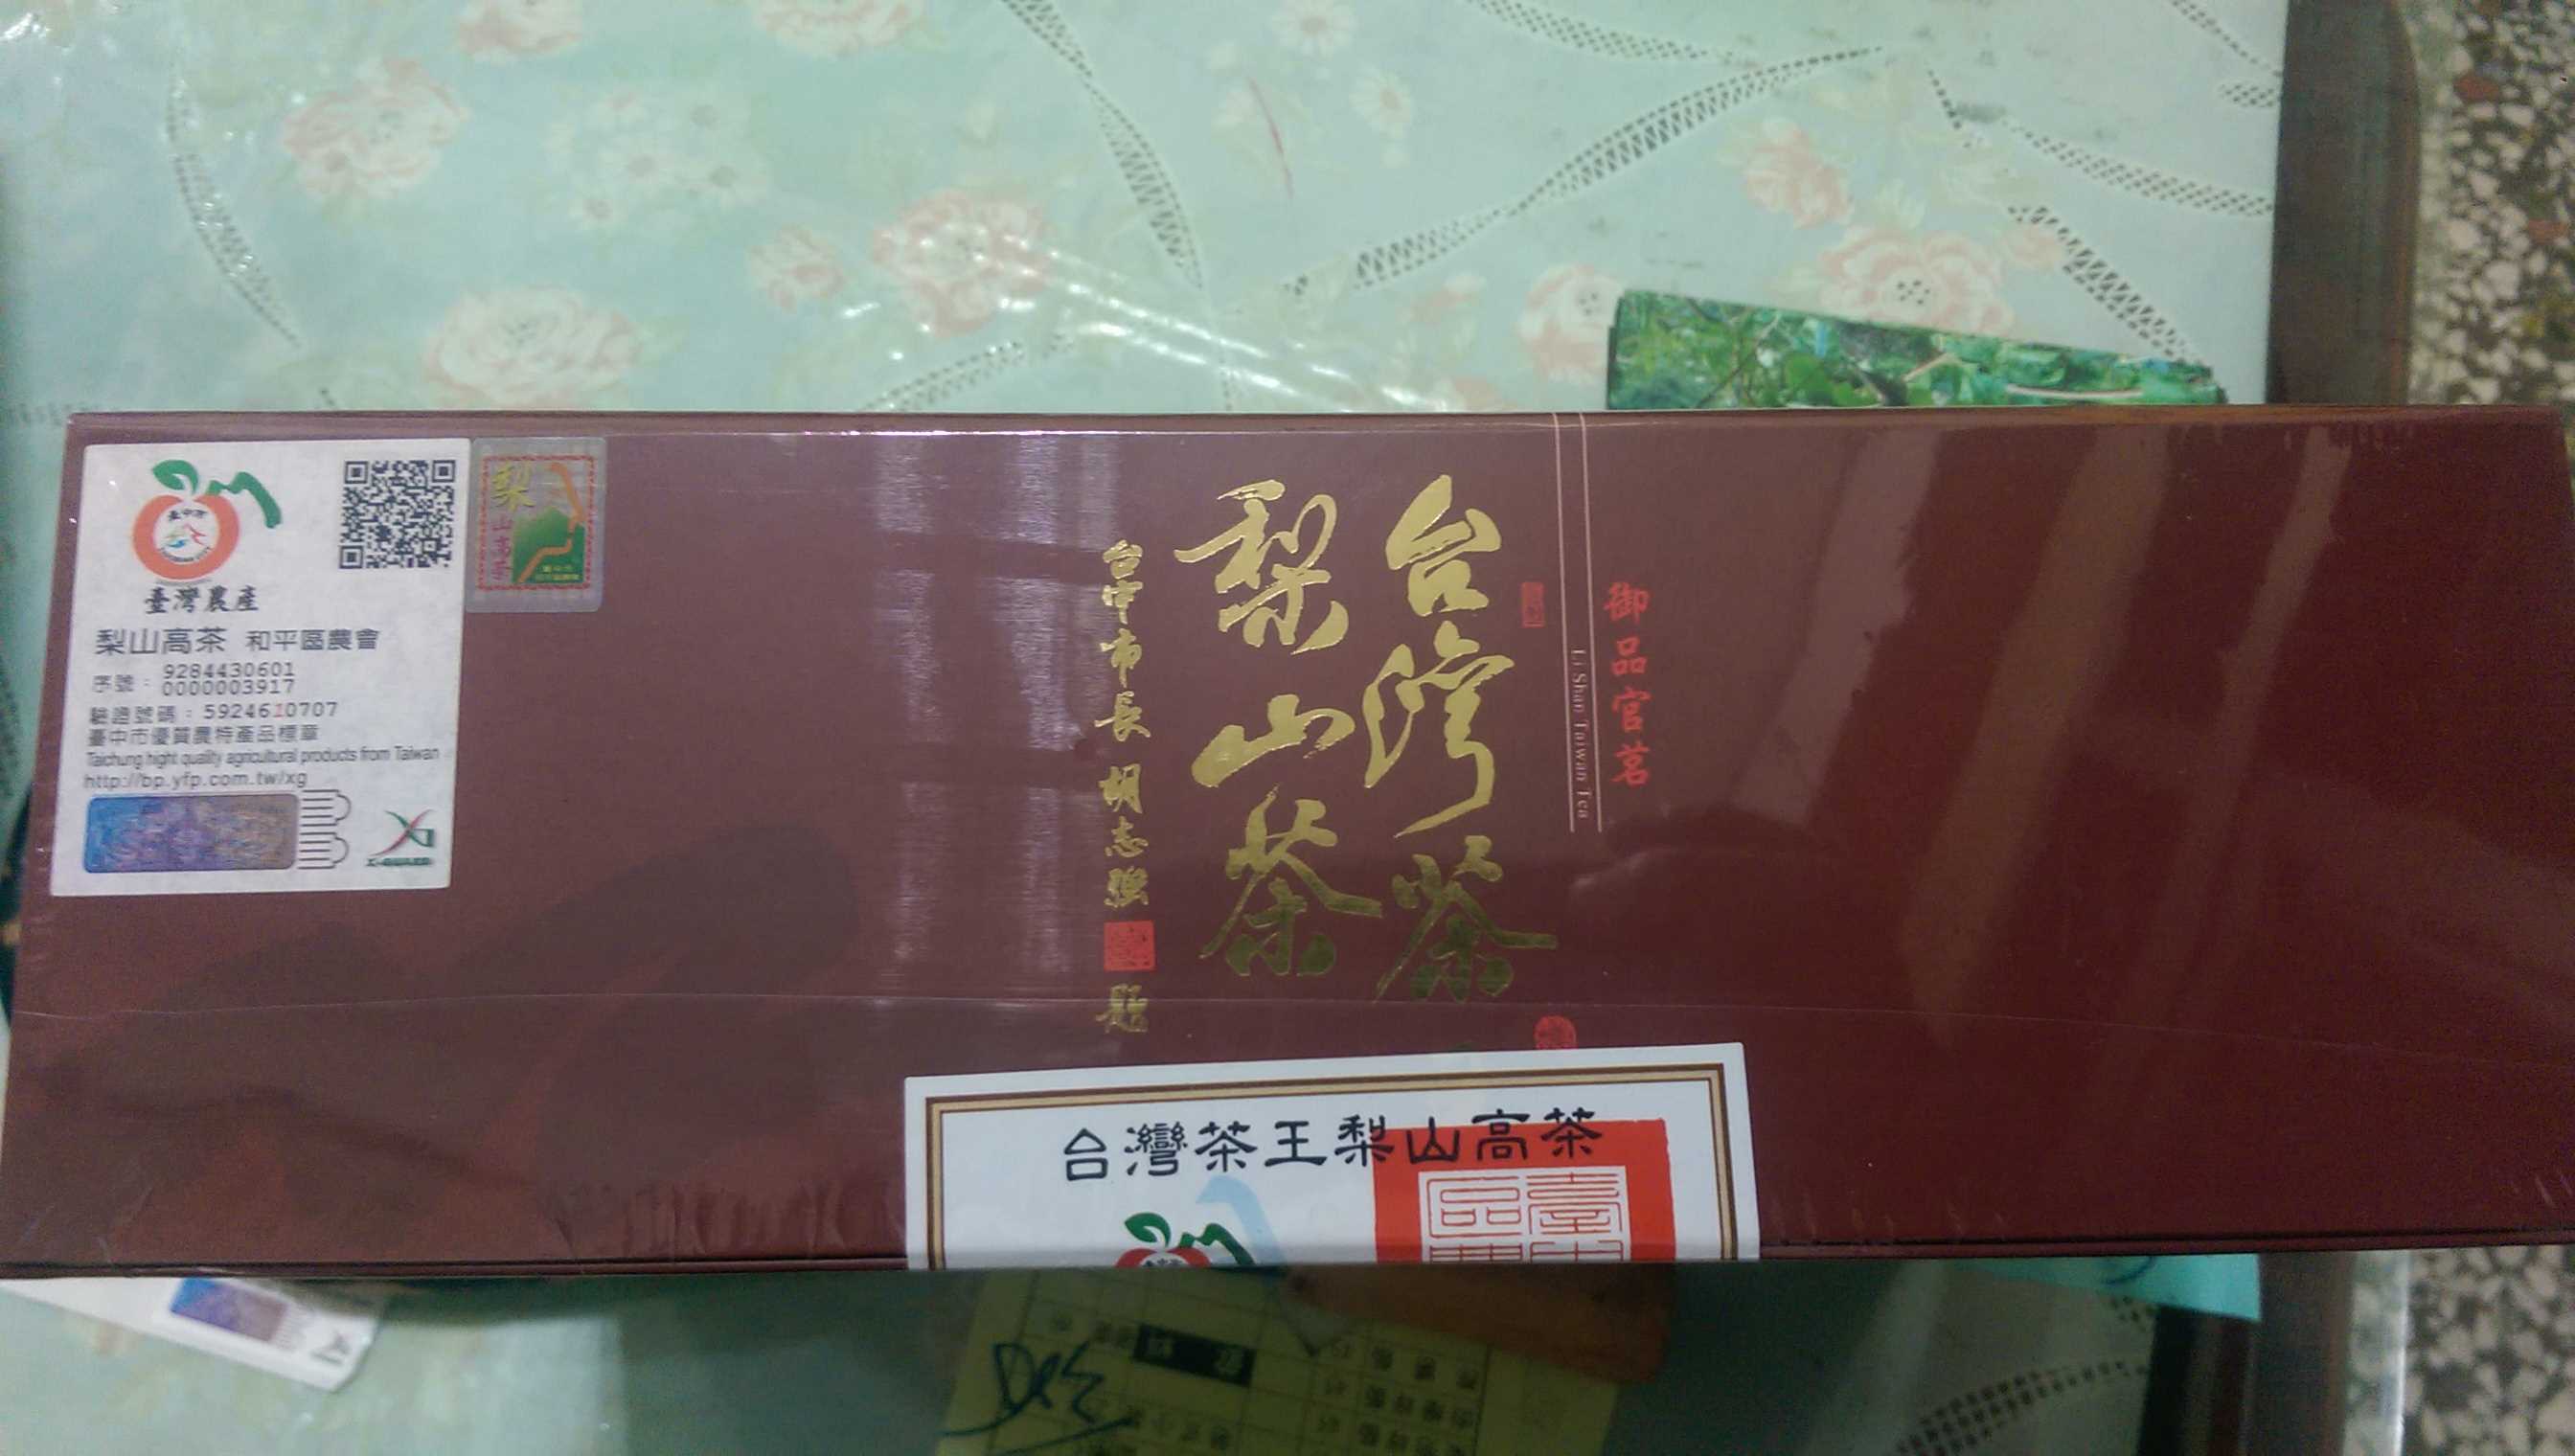 臺中市
臺灣農產
梨山高茶 和平區農會
序號：9284430601
0000003917
驗證號碼：5924610707
臺中市優質農特產品標章
Taichung hight quality agricultural products from Taiwan
http://bp.yfp.com.tw/xg
梨
山高茶
御品官茗
Li Shan Taiwan Tea
台灣茶
梨山茶
台中市長 胡志強 題
台灣茶王梨山高茶